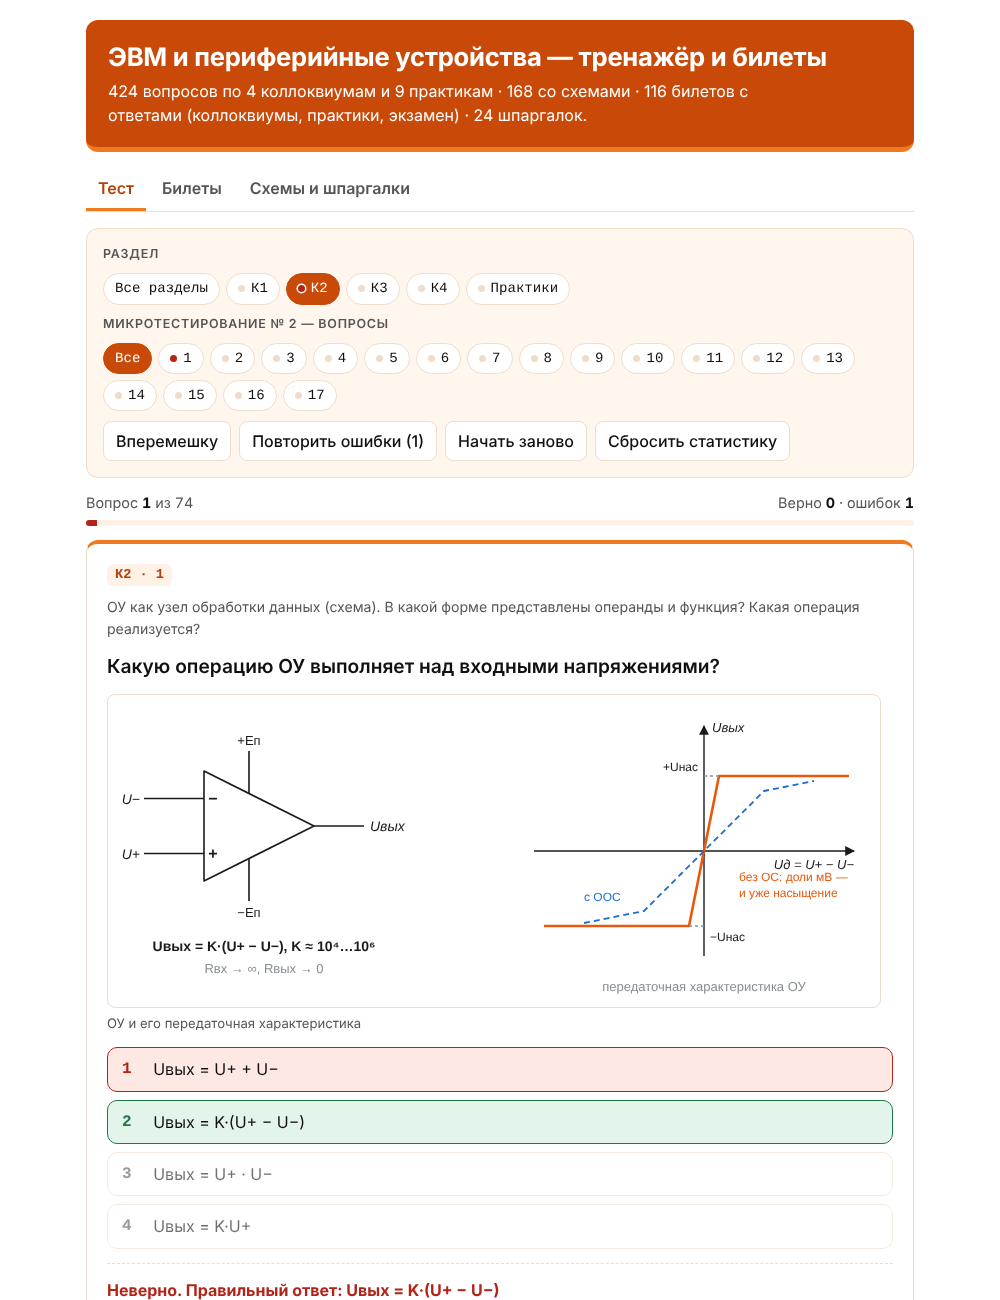 ЭВМ и периферийные устройства — тренажёр и билеты
424 вопросов по 4 коллоквиумам и 9 практикам · 168 со схемами · 116 билетов с
ответами (коллоквиумы, практики, экзамен) · 24 шпаргалок.
Тест Билеты Схемы и шпаргалки
РАЗДЕЛ
Все разделы К1 К2 К3 К4 Практики
МИКРОТЕСТИРОВАНИЕ № 2 — ВОПРОСЫ
Все 1 2 3 4 5 6 7 8 9 10 11 12 13
14 15 16 17
Вперемешку Повторить ошибки (1) Начать заново Сбросить статистику
Вопрос 1 из 74 Верно 0 · ошибок 1
К2 · 1
ОУ как узел обработки данных (схема). В какой форме представлены операнды и функция? Какая операция
реализуется?
Какую операцию ОУ выполняет над входными напряжениями?
+Eп
U−
−
U+
+
Uвых
−Eп
Uвых = K·(U+ − U−), K ≈ 10⁴…10⁶
Rвх → ∞, Rвых → 0
Uвых
+Uнас
Uд = U+ − U−
без ОС: доли мВ —
и уже насыщение
с ООС
−Uнас
передаточная характеристика ОУ
ОУ и его передаточная характеристика
1 Uвых = U+ + U−
2 Uвых = K·(U+ − U−)
3 Uвых = U+ · U−
4 Uвых = K·U+
Неверно. Правильный ответ: Uвых = K·(U+ − U−)